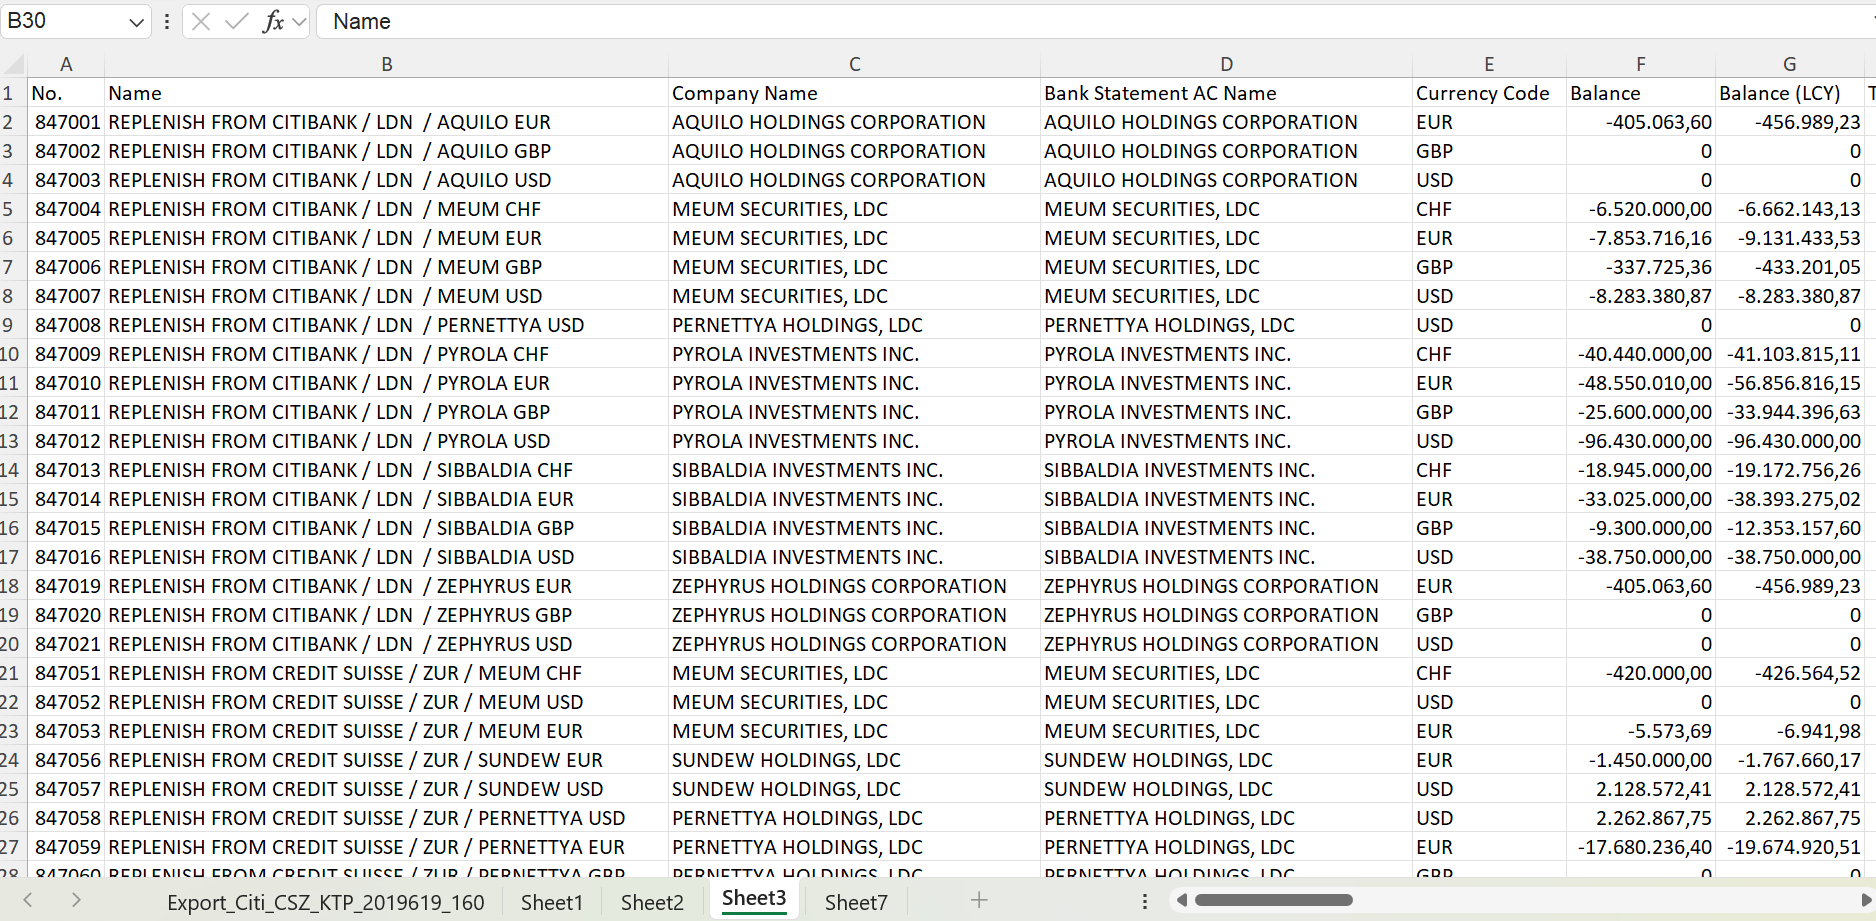 B30 fx Name
A B C D E F G
1 No. Name Company Name Bank Statement AC Name Currency Code Balance Balance (LCY) T
2 847001 REPLENISH FROM CITIBANK / LDN / AQUILO EUR AQUILO HOLDINGS CORPORATION AQUILO HOLDINGS CORPORATION EUR -405.063,60 -456.989,23
3 847002 REPLENISH FROM CITIBANK / LDN / AQUILO GBP AQUILO HOLDINGS CORPORATION AQUILO HOLDINGS CORPORATION GBP 0 0
4 847003 REPLENISH FROM CITIBANK / LDN / AQUILO USD AQUILO HOLDINGS CORPORATION AQUILO HOLDINGS CORPORATION USD 0 0
5 847004 REPLENISH FROM CITIBANK / LDN / MEUM CHF MEUM SECURITIES, LDC MEUM SECURITIES, LDC CHF -6.520.000,00 -6.662.143,13
6 847005 REPLENISH FROM CITIBANK / LDN / MEUM EUR MEUM SECURITIES, LDC MEUM SECURITIES, LDC EUR -7.853.716,16 -9.131.433,53
7 847006 REPLENISH FROM CITIBANK / LDN / MEUM GBP MEUM SECURITIES, LDC MEUM SECURITIES, LDC GBP -337.725,36 -433.201,05
8 847007 REPLENISH FROM CITIBANK / LDN / MEUM USD MEUM SECURITIES, LDC MEUM SECURITIES, LDC USD -8.283.380,87 -8.283.380,87
9 847008 REPLENISH FROM CITIBANK / LDN / PERNETTYA USD PERNETTYA HOLDINGS, LDC PERNETTYA HOLDINGS, LDC USD 0 0
10 847009 REPLENISH FROM CITIBANK / LDN / PYROLA CHF PYROLA INVESTMENTS INC. PYROLA INVESTMENTS INC. CHF -40.440.000,00 -41.103.815,11
11 847010 REPLENISH FROM CITIBANK / LDN / PYROLA EUR PYROLA INVESTMENTS INC. PYROLA INVESTMENTS INC. EUR -48.550.010,00 -56.856.816,15
12 847011 REPLENISH FROM CITIBANK / LDN / PYROLA GBP PYROLA INVESTMENTS INC. PYROLA INVESTMENTS INC. GBP -25.600.000,00 -33.944.396,63
13 847012 REPLENISH FROM CITIBANK / LDN / PYROLA USD PYROLA INVESTMENTS INC. PYROLA INVESTMENTS INC. USD -96.430.000,00 -96.430.000,00
14 847013 REPLENISH FROM CITIBANK / LDN / SIBBALDIA CHF SIBBALDIA INVESTMENTS INC. SIBBALDIA INVESTMENTS INC. CHF -18.945.000,00 -19.172.756,26
15 847014 REPLENISH FROM CITIBANK / LDN / SIBBALDIA EUR SIBBALDIA INVESTMENTS INC. SIBBALDIA INVESTMENTS INC. EUR -33.025.000,00 -38.393.275,02
16 847015 REPLENISH FROM CITIBANK / LDN / SIBBALDIA GBP SIBBALDIA INVESTMENTS INC. SIBBALDIA INVESTMENTS INC. GBP -9.300.000,00 -12.353.157,60
17 847016 REPLENISH FROM CITIBANK / LDN / SIBBALDIA USD SIBBALDIA INVESTMENTS INC. SIBBALDIA INVESTMENTS INC. USD -38.750.000,00 -38.750.000,00
18 847019 REPLENISH FROM CITIBANK / LDN / ZEPHYRUS EUR ZEPHYRUS HOLDINGS CORPORATION ZEPHYRUS HOLDINGS CORPORATION EUR -405.063,60 -456.989,23
19 847020 REPLENISH FROM CITIBANK / LDN / ZEPHYRUS GBP ZEPHYRUS HOLDINGS CORPORATION ZEPHYRUS HOLDINGS CORPORATION GBP 0 0
20 847021 REPLENISH FROM CITIBANK / LDN / ZEPHYRUS USD ZEPHYRUS HOLDINGS CORPORATION ZEPHYRUS HOLDINGS CORPORATION USD 0 0
21 847051 REPLENISH FROM CREDIT SUISSE / ZUR / MEUM CHF MEUM SECURITIES, LDC MEUM SECURITIES, LDC CHF -420.000,00 -426.564,52
22 847052 REPLENISH FROM CREDIT SUISSE / ZUR / MEUM USD MEUM SECURITIES, LDC MEUM SECURITIES, LDC USD 0 0
23 847053 REPLENISH FROM CREDIT SUISSE / ZUR / MEUM EUR MEUM SECURITIES, LDC MEUM SECURITIES, LDC EUR -5.573,69 -6.941,98
24 847056 REPLENISH FROM CREDIT SUISSE / ZUR / SUNDEW EUR SUNDEW HOLDINGS, LDC SUNDEW HOLDINGS, LDC EUR -1.450.000,00 -1.767.660,17
25 847057 REPLENISH FROM CREDIT SUISSE / ZUR / SUNDEW USD SUNDEW HOLDINGS, LDC SUNDEW HOLDINGS, LDC USD 2.128.572,41 2.128.572,41
26 847058 REPLENISH FROM CREDIT SUISSE / ZUR / PERNETTYA USD PERNETTYA HOLDINGS, LDC PERNETTYA HOLDINGS, LDC USD 2.262.867,75 2.262.867,75
27 847059 REPLENISH FROM CREDIT SUISSE / ZUR / PERNETTYA EUR PERNETTYA HOLDINGS, LDC PERNETTYA HOLDINGS, LDC EUR -17.680.236,40 -19.674.920,51
28 847060 REPLENISH FROM CREDIT SUISSE / ZUR / PERNETTYA GBP PERNETTYA HOLDINGS, LDC PERNETTYA HOLDINGS, LDC GBP 0 0
Export_Citi_CSZ_KTP_2019619_160 Sheet1 Sheet2 Sheet3 Sheet7